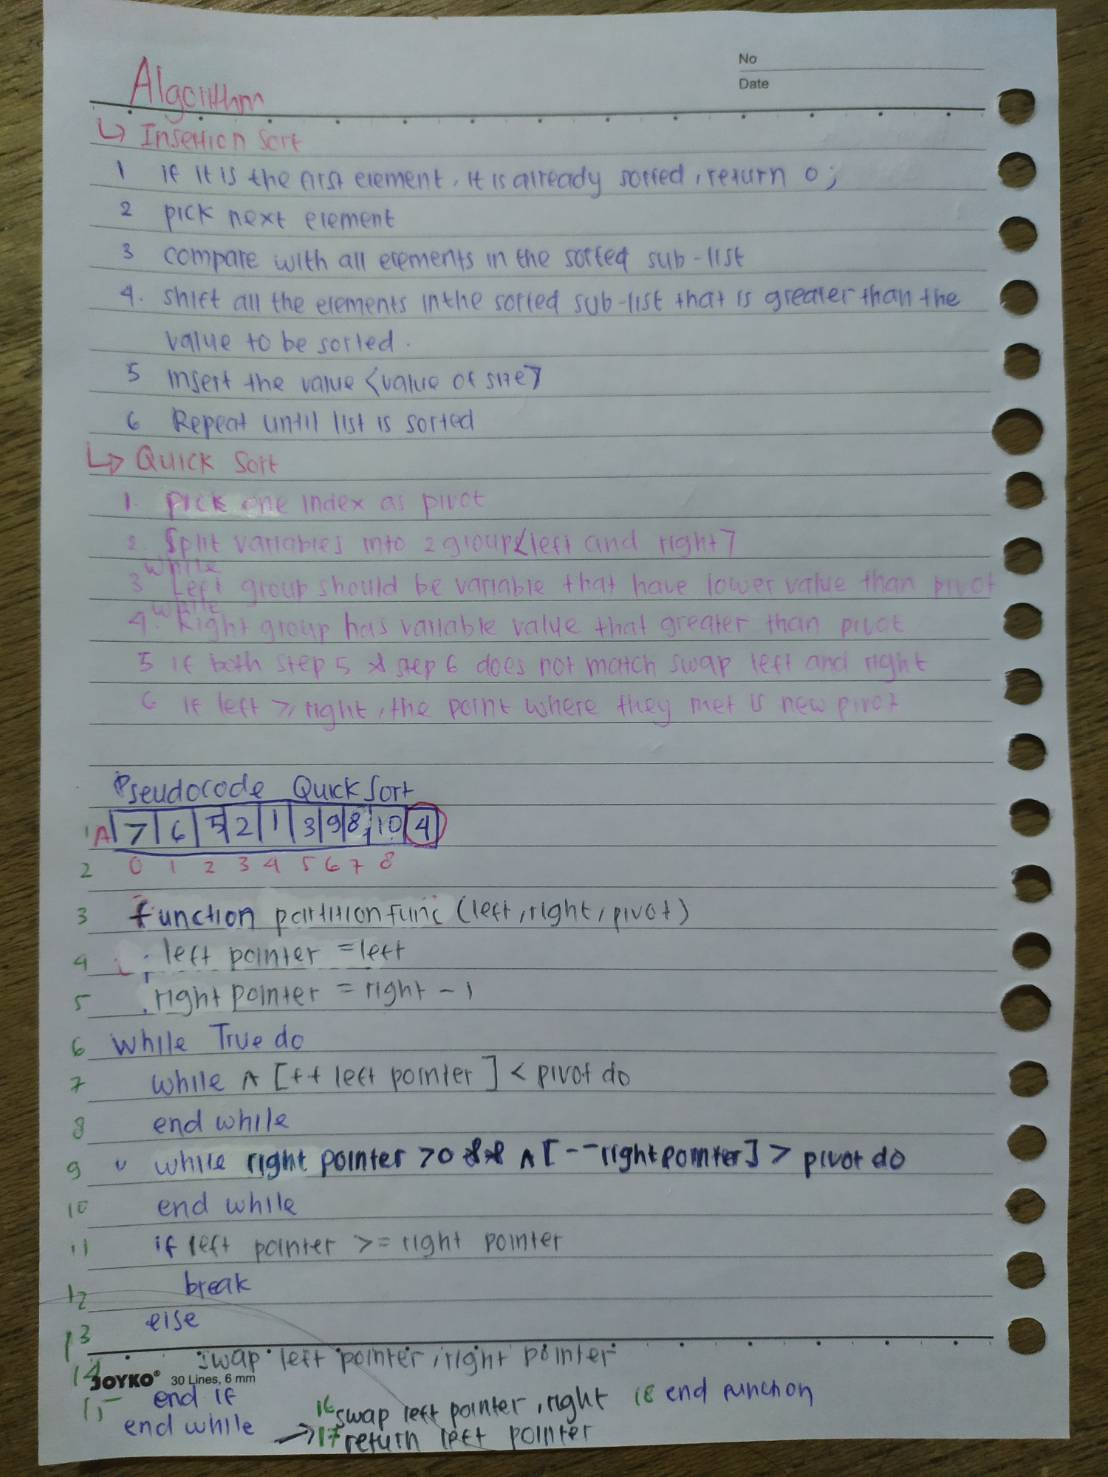 No
Date
Algorithm
↳ Insertion Sort
1 if it is the first element, it is already sorted, return 0;
2 pick next element
3 compare with all elements in the sorted sub-list
4. shift all the elements in the sorted sub-list that is greater than the
value to be sorted.
5 Insert the value <value of size>
6 Repeat until list is sorted
↳ Quick Sort
1. pick one index as pivot
2. Split variables into 2 group <left and right>
while
3 Left group should be variable that have lower value than pivot
while
4. Right group has variable value that greater than pivot
5 if both step 5 & step 6 does not match swap left and right
6 if left >, right, the point where they met is new pivot
Pseudocode Quick Sort
1 A 7 6 5 2 1 3 9 8 10 4
2 0 1 2 3 4 5 6 7 8
3 function partitionfunc (left, right, pivot)
4 left pointer = left
5 right pointer = right - 1
6 While True do
7 while A [++ left pointer] < pivot do
8 end while
9 while right pointer > 0 && A [--rightpointer] > pivot do
10 end while
11 if left pointer >= right pointer
12 break
13 else
14 swap left pointer, right pointer
JOYKO® 30 Lines, 6 mm
15 end if
end while
16 swap left pointer, right
→ 17 return left pointer
18 end function